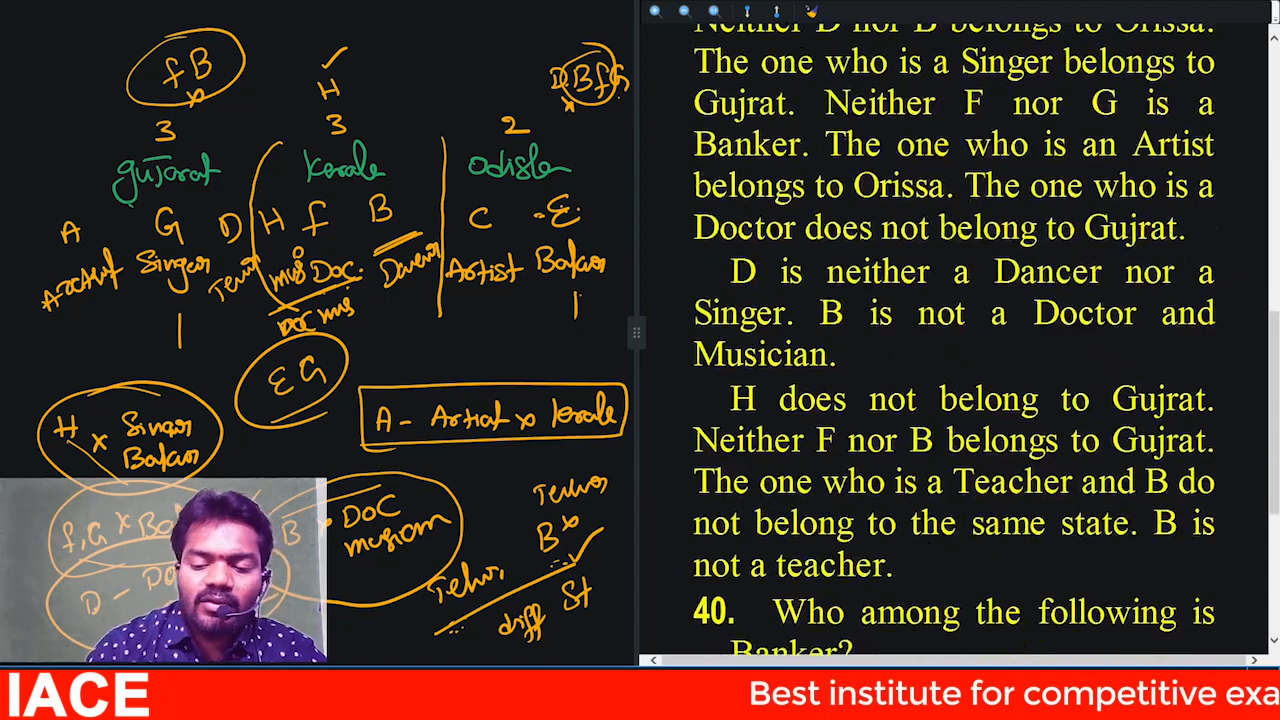 f B
H
D B f G
3
3
2
gujarat
kerala
odisha
A
G
D
H
f
B
C
E
Singer
mus
Doc.
Artist
Doc mus
E G
H
x
Singer
A - Artist x kerala
f, G x
B
Doc
musician
B x
D -
diff
St
Neither D nor B belongs to Orissa.
The one who is a Singer belongs to
Gujrat. Neither F nor G is a
Banker. The one who is an Artist
belongs to Orissa. The one who is a
Doctor does not belong to Gujrat.
D is neither a Dancer nor a
Singer. B is not a Doctor and
Musician.
H does not belong to Gujrat.
Neither F nor B belongs to Gujrat.
The one who is a Teacher and B do
not belong to the same state. B is
not a teacher.
40. Who among the following is
Banker?
IACE
Best institute for competitive exa